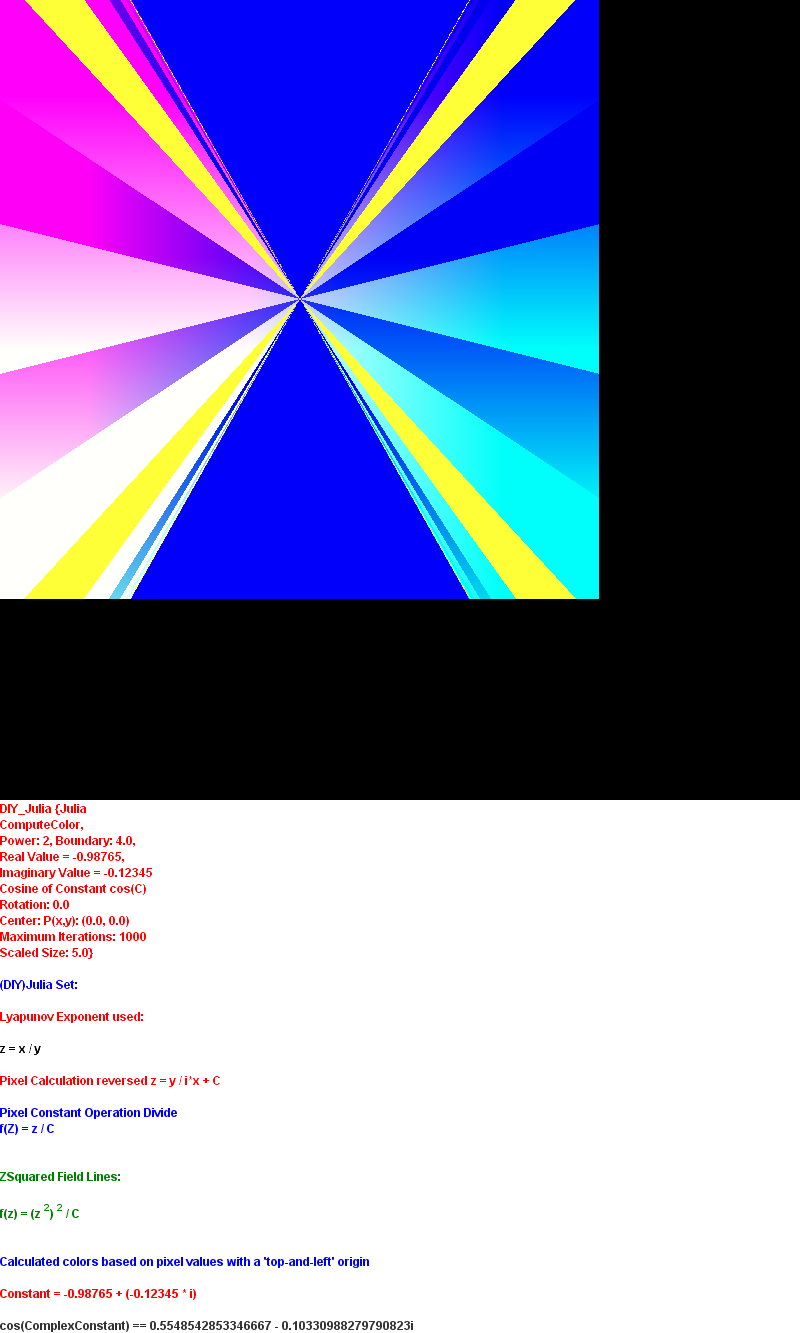 DIY_Julia {Julia
ComputeColor,
Power: 2, Boundary: 4.0,
Real Value = -0.98765,
Imaginary Value = -0.12345
Cosine of Constant cos(C)
Rotation: 0.0
Center: P(x,y): (0.0, 0.0)
Maximum Iterations: 1000
Scaled Size: 5.0}
(DIY)Julia Set:
Lyapunov Exponent used:
z = x / y
Pixel Calculation reversed z = y / i*x + C
Pixel Constant Operation Divide
f(Z) = z / C
ZSquared Field Lines:
f(z) = (z ²) ² / C
Calculated colors based on pixel values with a 'top-and-left' origin
Constant = -0.98765 + (-0.12345 * i)
cos(ComplexConstant) == 0.5548542853346667 - 0.10330988279790823i